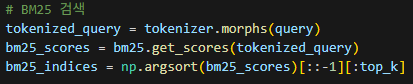 # BM25 검색
tokenized_query = tokenizer.morphs(query)
bm25_scores = bm25.get_scores(tokenized_query)
bm25_indices = np.argsort(bm25_scores)[::-1][:top_k]